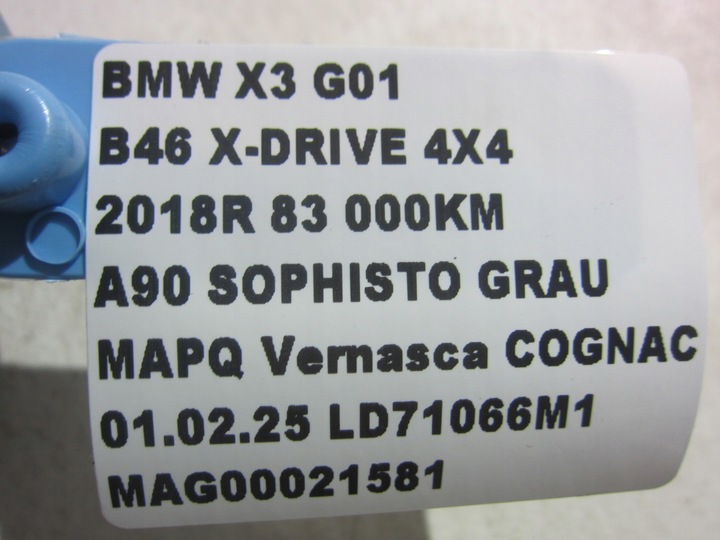 BMW X3 G01
B46 X-DRIVE 4X4
2018R 83 000KM
A90 SOPHISTO GRAU
MAPQ Vernasca COGNAC
01.02.25 LD71066M1
MAG00021581